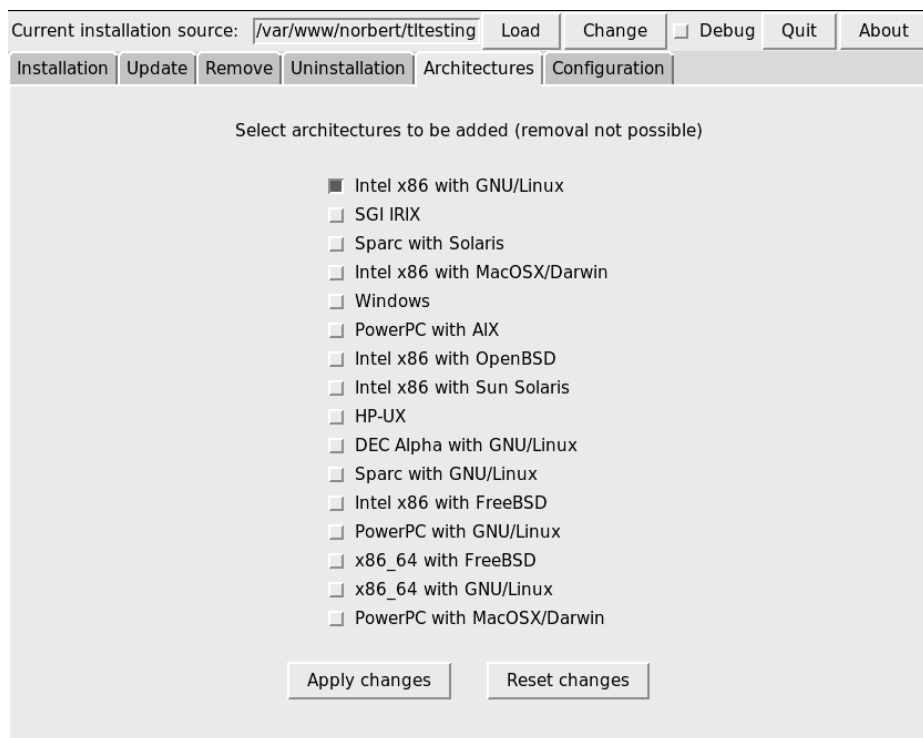 Current installation source: /var/www/norbert/tltesting Load Change Debug Quit About
Installation Update Remove Uninstallation Architectures Configuration
Select architectures to be added (removal not possible)
Intel x86 with GNU/Linux
SGI IRIX
Sparc with Solaris
Intel x86 with MacOSX/Darwin
Windows
PowerPC with AIX
Intel x86 with OpenBSD
Intel x86 with Sun Solaris
HP-UX
DEC Alpha with GNU/Linux
Sparc with GNU/Linux
Intel x86 with FreeBSD
PowerPC with GNU/Linux
x86_64 with FreeBSD
x86_64 with GNU/Linux
PowerPC with MacOSX/Darwin
Apply changes Reset changes